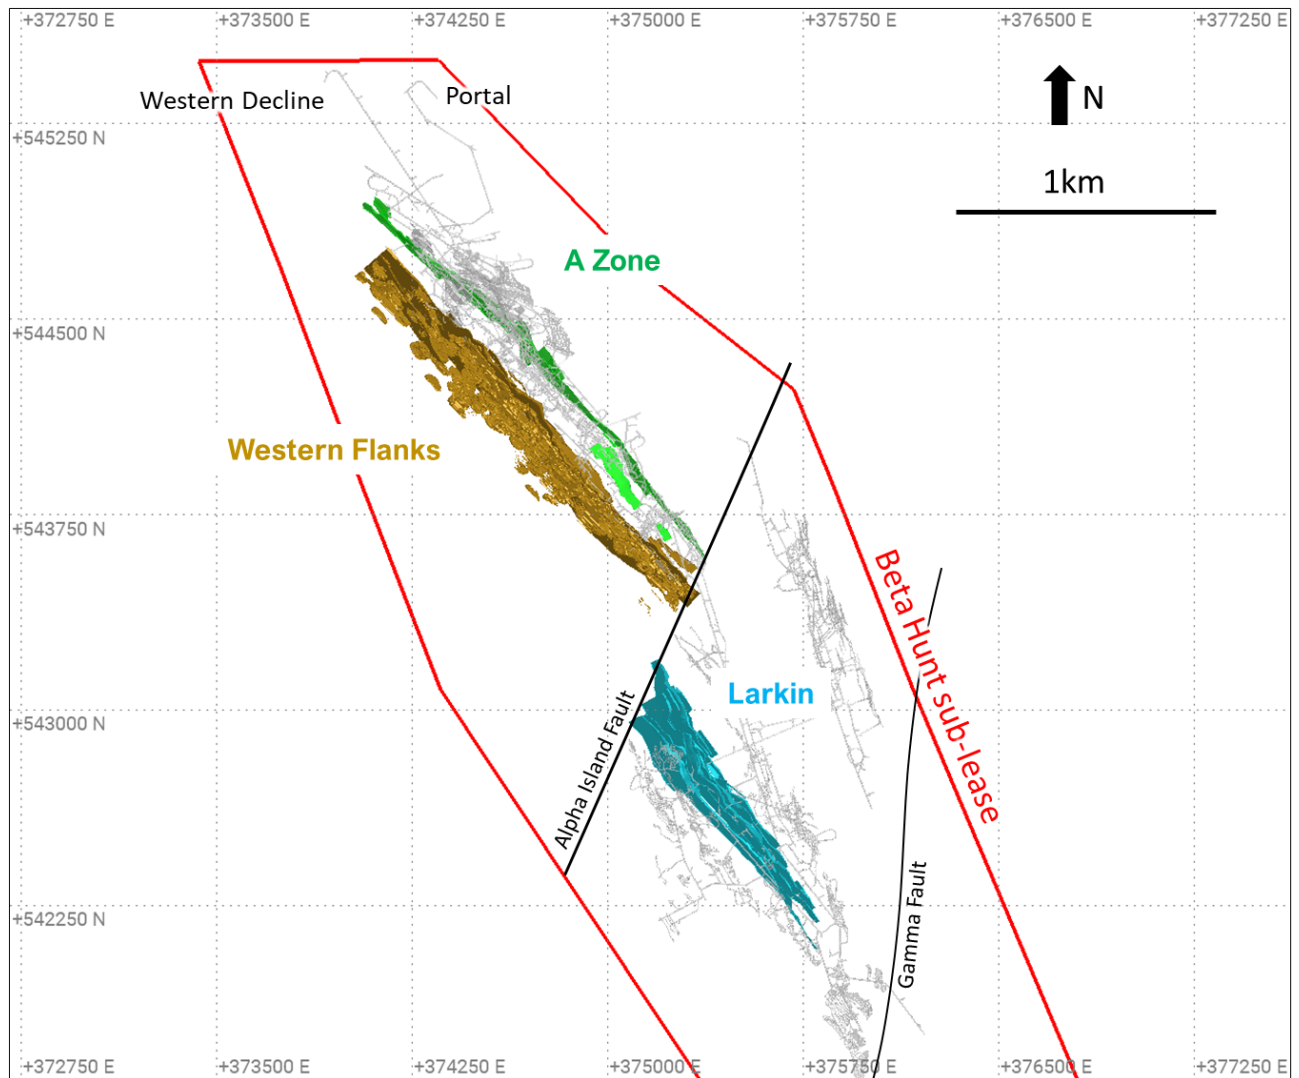 +372750 E
+373500 E
+374250 E
+375000 E
+375750 E
+376500 E
+377250 E
Western Decline
Portal
N
+545250 N
1km
A Zone
+544500 N
Western Flanks
+543750 N
Beta Hunt sub-lease
Larkin
+543000 N
Alpha Island Fault
+542250 N
Gamma Fault
+372750 E
+373500 E
+374250 E
+375000 E
+375750 E
+376500 E
+377250 E